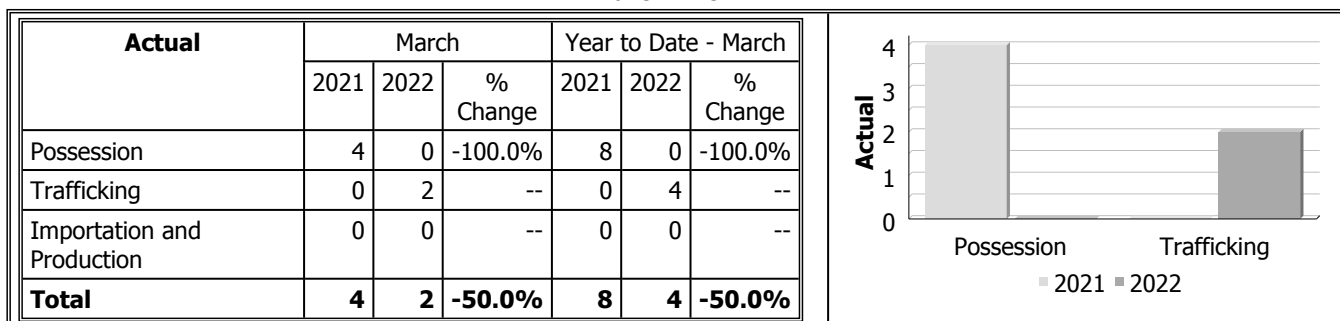 Actual March Year to Date - March
2021 2022 % Change 2021 2022 % Change
Possession 4 0 -100.0% 8 0 -100.0%
Trafficking 0 2 -- 0 4 --
Importation and Production 0 0 -- 0 0 --
Total 4 2 -50.0% 8 4 -50.0%
Actual
4
3
2
1
0
Possession Trafficking
2021 2022